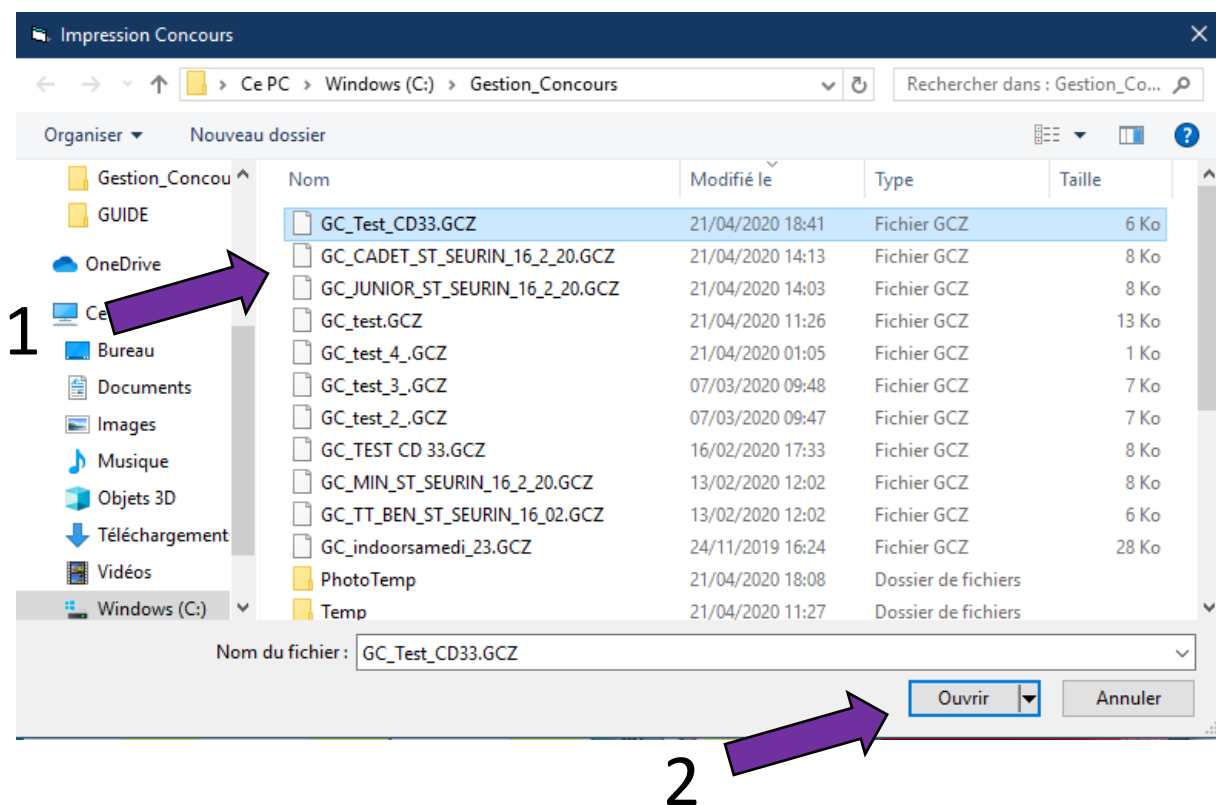 Impression Concours
Ce PC > Windows (C:) > Gestion_Concours
Rechercher dans : Gestion_Co...
Organiser Nouveau dossier
Nom Modifié le Type Taille
Gestion_Concou
GUIDE
OneDrive
Ce
Bureau
Documents
Images
Musique
Objets 3D
Téléchargement
Vidéos
Windows (C:)
GC_Test_CD33.GCZ 21/04/2020 18:41 Fichier GCZ 6 Ko
GC_CADET_ST_SEURIN_16_2_20.GCZ 21/04/2020 14:13 Fichier GCZ 8 Ko
GC_JUNIOR_ST_SEURIN_16_2_20.GCZ 21/04/2020 14:03 Fichier GCZ 8 Ko
GC_test.GCZ 21/04/2020 11:26 Fichier GCZ 13 Ko
GC_test_4_.GCZ 21/04/2020 01:05 Fichier GCZ 1 Ko
GC_test_3_.GCZ 07/03/2020 09:48 Fichier GCZ 7 Ko
GC_test_2_.GCZ 07/03/2020 09:47 Fichier GCZ 7 Ko
GC_TEST CD 33.GCZ 16/02/2020 17:33 Fichier GCZ 8 Ko
GC_MIN_ST_SEURIN_16_2_20.GCZ 13/02/2020 12:02 Fichier GCZ 8 Ko
GC_TT_BEN_ST_SEURIN_16_02.GCZ 13/02/2020 12:02 Fichier GCZ 6 Ko
GC_indoorsamedi_23.GCZ 24/11/2019 16:24 Fichier GCZ 28 Ko
PhotoTemp 21/04/2020 18:08 Dossier de fichiers
Temp 21/04/2020 11:27 Dossier de fichiers
1
Nom du fichier : GC_Test_CD33.GCZ
Ouvrir Annuler
2